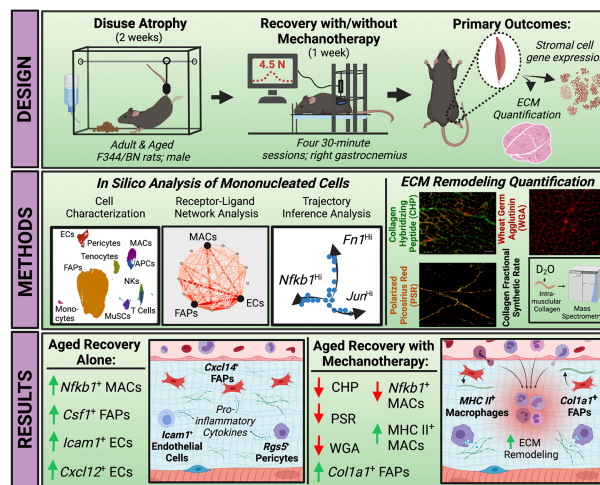 DESIGN
Disuse Atrophy
(2 weeks)
Adult & Aged
F344/BN rats; male
Recovery with/without
Mechanotherapy
(1 week)
4.5 N
Four 30-minute
sessions; right gastrocnemius
Primary Outcomes:
Stromal cell
gene expression
ECM
Quantification
METHODS
In Silico Analysis of Mononucleated Cells
Cell
Characterization
ECs
Pericytes
Tenocytes
MACs
APCs
FAPs
NKs
T Cells
Mono-
cytes
MuSCs
Receptor-Ligand
Network Analysis
MACs
FAPs
ECs
Trajectory
Inference Analysis
Fn1Hi
Nfkb1Hi
JunHi
ECM Remodeling Quantification
Collagen
Hybridizing
Peptide (CHP)
Wheat Germ
Agglutinin
(WGA)
Polarized
Picosirius Red
(PSR)
Collagen Fractional
Synthetic Rate
D2O
Intra-
muscular
Collagen
Mass
Spectrometry
RESULTS
Aged Recovery
Alone:
Nfkb1+ MACs
Csf1+ FAPs
Icam1+ ECs
Cxcl12+ ECs
Cxcl14+
FAPs
Pro-
inflammatory
Cytokines
Icam1+
Endothelial
Cells
Rgs5+
Pericytes
Aged Recovery with
Mechanotherapy:
CHP
PSR
WGA
Col1a1+ FAPs
Nfkb1+
MACs
MHC II+
MACs
MHC II+
Macrophages
Col1a1+
FAPs
ECM
Remodeling